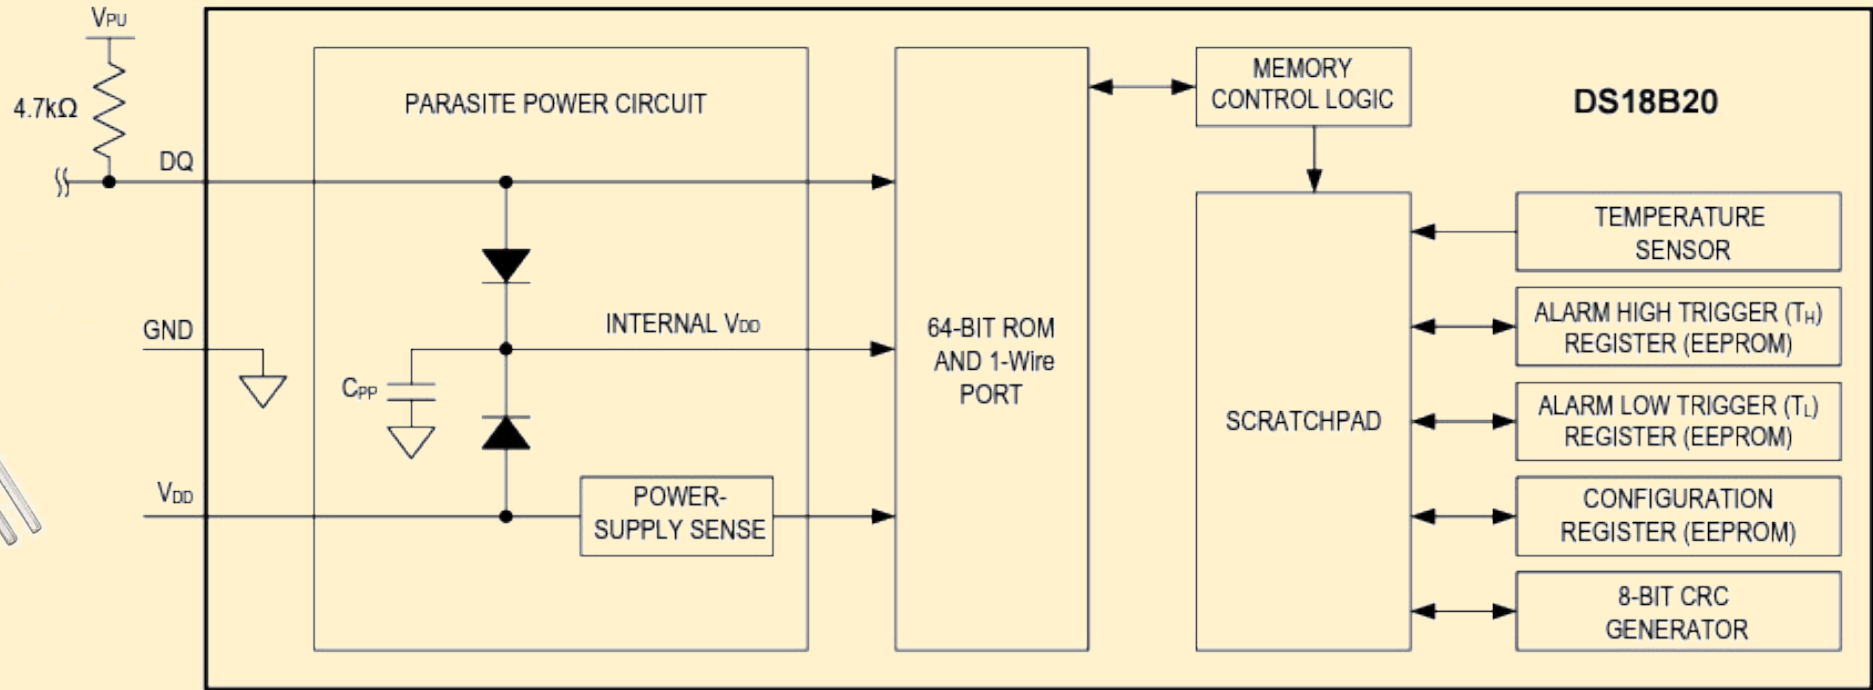 VPU
4.7kΩ
DQ
GND
VDD
PARASITE POWER CIRCUIT
INTERNAL VDD
CPP
POWER-
SUPPLY SENSE
64-BIT ROM
AND 1-Wire
PORT
MEMORY
CONTROL LOGIC
SCRATCHPAD
DS18B20
TEMPERATURE
SENSOR
ALARM HIGH TRIGGER (TH)
REGISTER (EEPROM)
ALARM LOW TRIGGER (TL)
REGISTER (EEPROM)
CONFIGURATION
REGISTER (EEPROM)
8-BIT CRC
GENERATOR